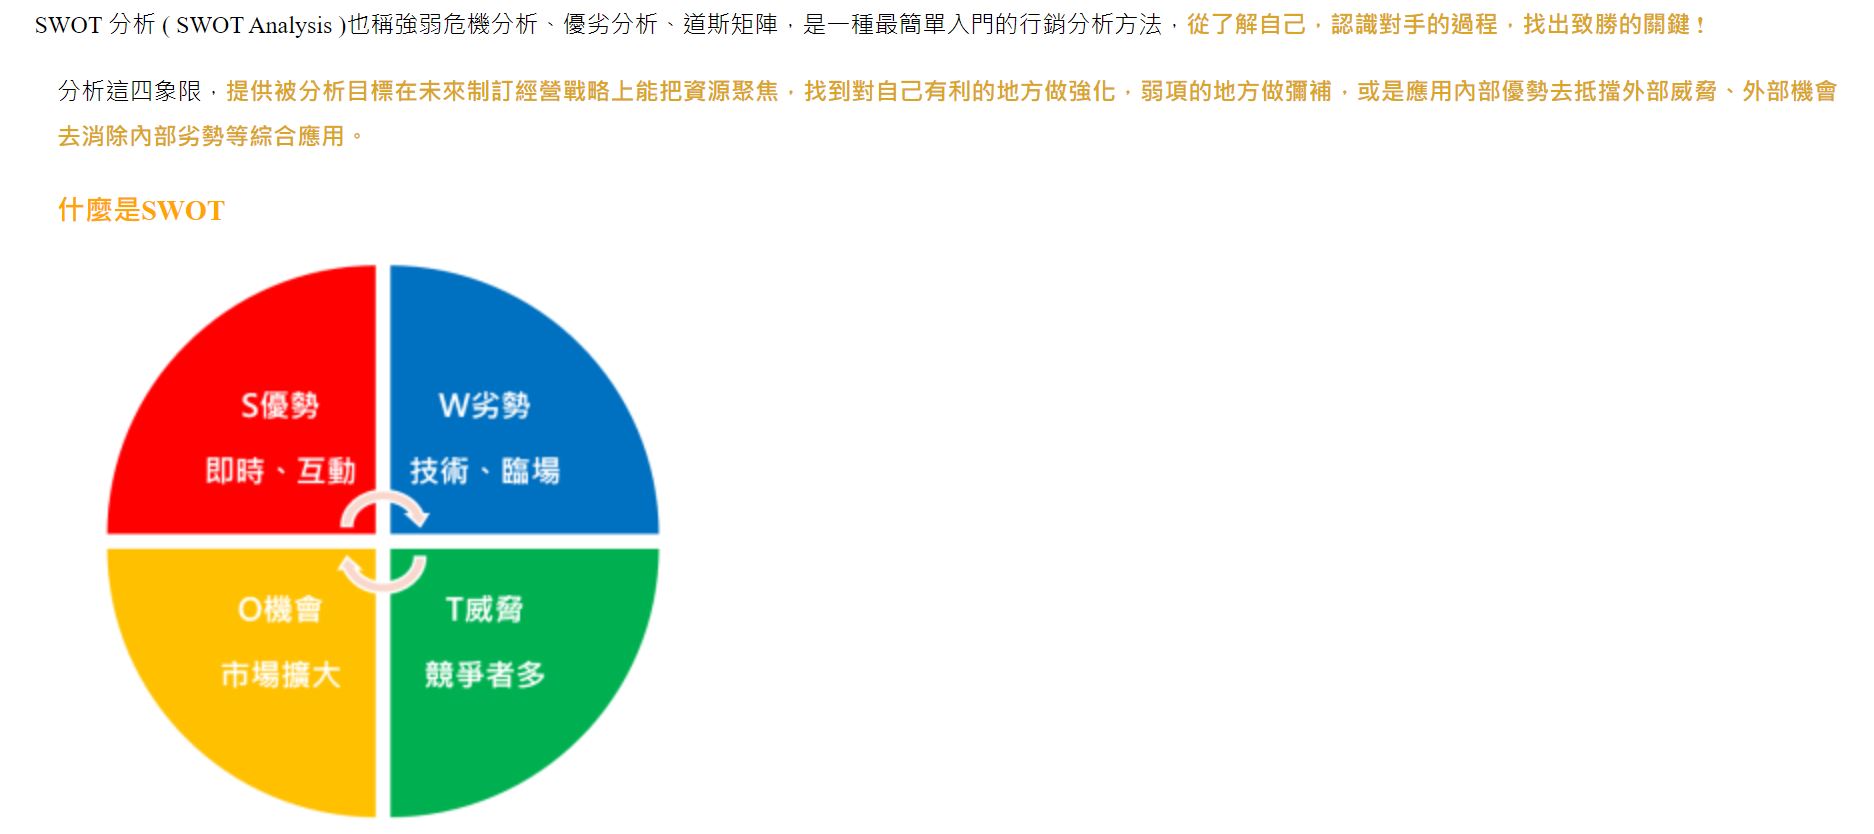 SWOT 分析 ( SWOT Analysis )也稱強弱危機分析、優劣分析、道斯矩陣，是一種最簡單入門的行銷分析方法，從了解自己，認識對手的過程，找出致勝的關鍵！
分析這四象限，提供被分析目標在未來制訂經營戰略上能把資源聚焦，找到對自己有利的地方做強化，弱項的地方做彌補，或是應用內部優勢去抵擋外部威脅、外部機會
去消除內部劣勢等綜合應用。
什麼是SWOT
S優勢
即時、互動
W劣勢
技術、臨場
O機會
市場擴大
T威脅
競爭者多